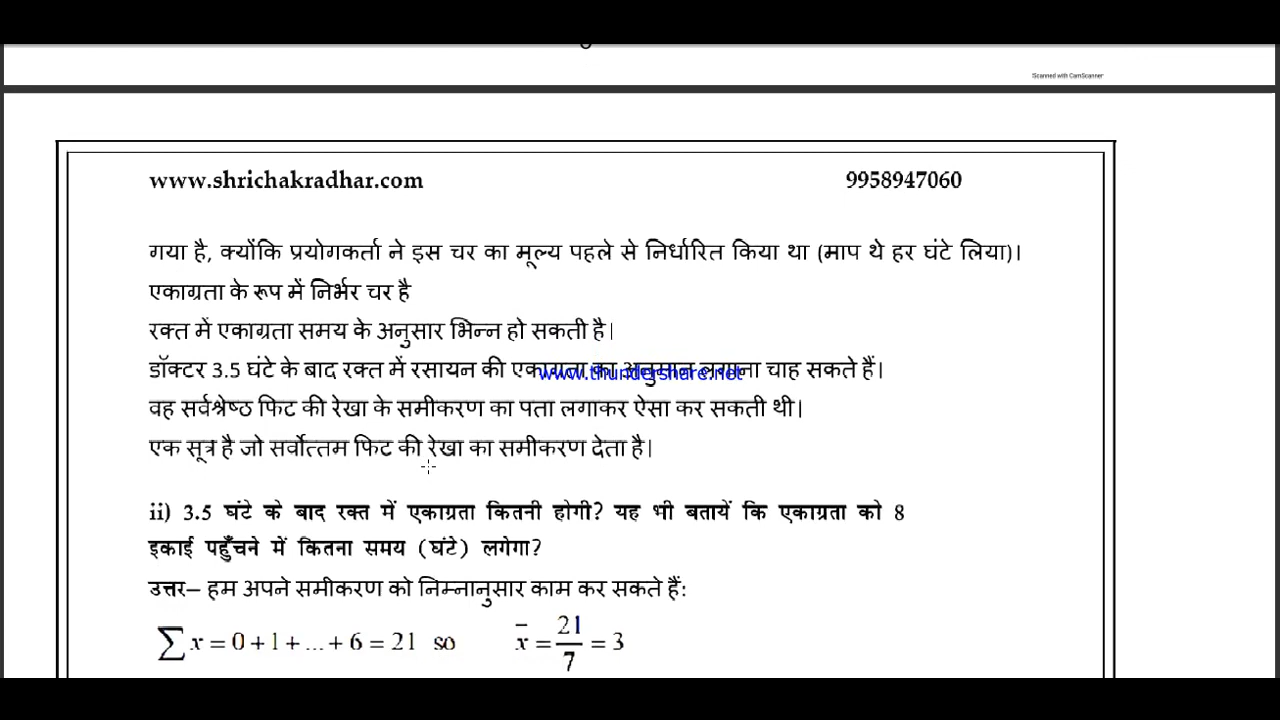 Scanned with CamScanner
www.shrichakradhar.com 9958947060
गया है, क्योंकि प्रयोगकर्ता ने इस चर का मूल्य पहले से निर्धारित किया था (माप थे हर घंटे लिया)।
एकाग्रता के रूप में निर्भर चर है
रक्त में एकाग्रता समय के अनुसार भिन्न हो सकती है।
डॉक्टर 3.5 घंटे के बाद रक्त में रसायन की एकाग्रता का अनुमान लगाना चाह सकते हैं।
www.thundershare.net
वह सर्वश्रेष्ठ फिट की रेखा के समीकरण का पता लगाकर ऐसा कर सकती थी।
एक सूत्र है जो सर्वोत्तम फिट की रेखा का समीकरण देता है।
ii) 3.5 घंटे के बाद रक्त में एकाग्रता कितनी होगी? यह भी बतायें कि एकाग्रता को 8
इकाई पहुँचने में कितना समय (घंटे) लगेगा?
उत्तर– हम अपने समीकरण को निम्नानुसार काम कर सकते हैं:
∑ x = 0 + 1 + ... + 6 = 21 so x̄ = 21/7 = 3